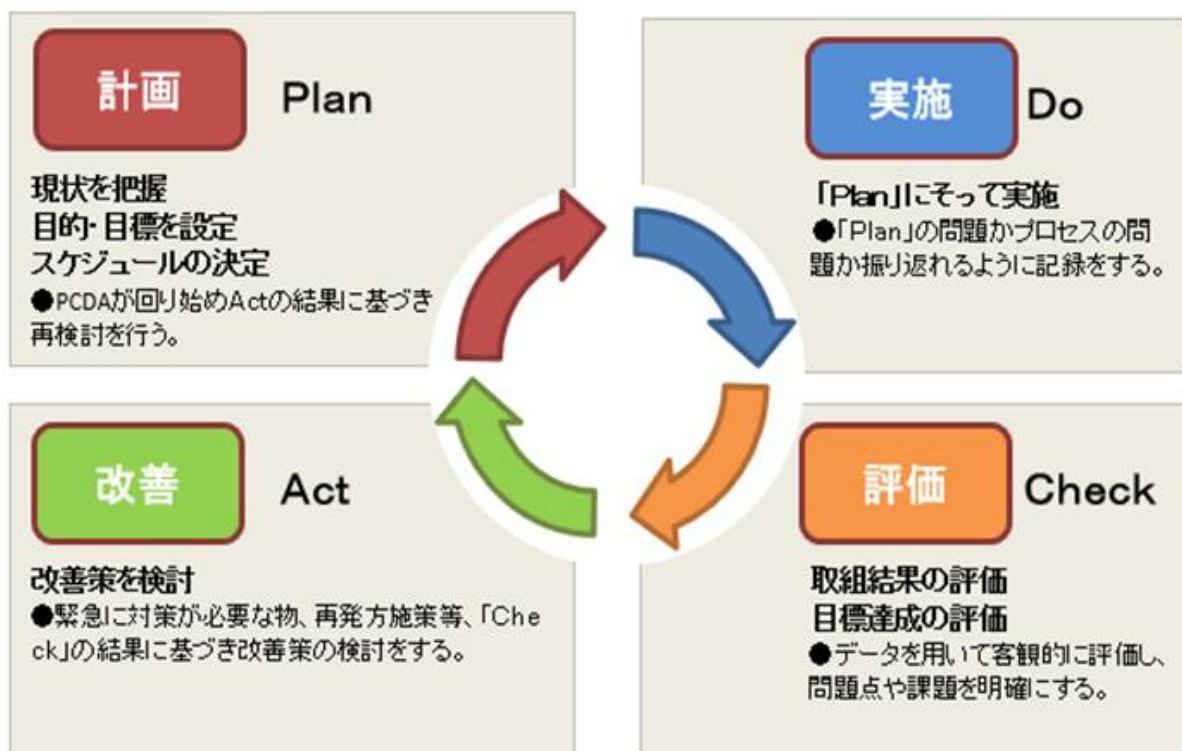 計画 Plan
現状を把握
目的・目標を設定
スケジュールの決定
●PCDAが回り始めActの結果に基づき
再検討を行う。
実施 Do
「Plan」にそって実施
●「Plan」の問題かプロセスの問
題か振り返れるように記録をする。
改善 Act
改善策を検討
●緊急に対策が必要な物、再発方施策等、「Che
ck」の結果に基づき改善策の検討をする。
評価 Check
取組結果の評価
目標達成の評価
●データを用いて客観的に評価し、
問題点や課題を明確にする。